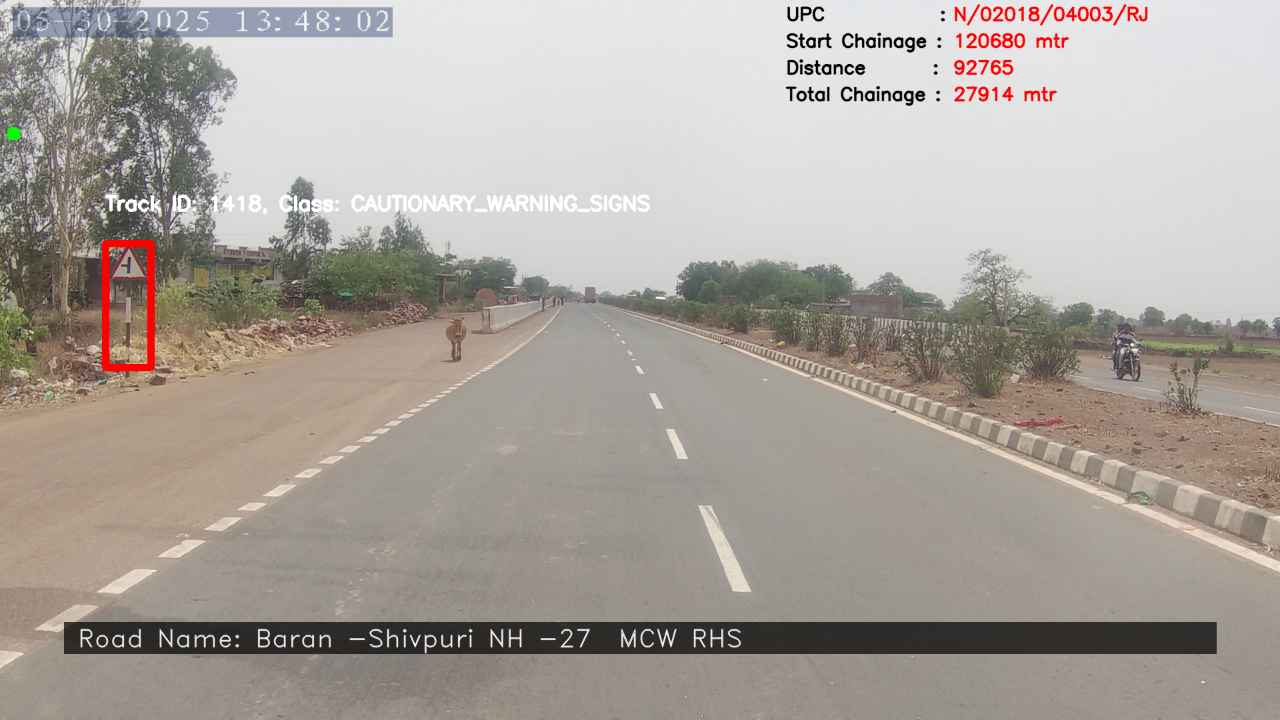 05-30-2025 13:48:02
UPC : N/02018/04003/RJ
Start Chainage : 120680 mtr
Distance : 92765
Total Chainage : 27914 mtr
Track ID: 1418, Class: CAUTIONARY_WARNING_SIGNS
Road Name: Baran -Shivpuri NH -27 MCW RHS